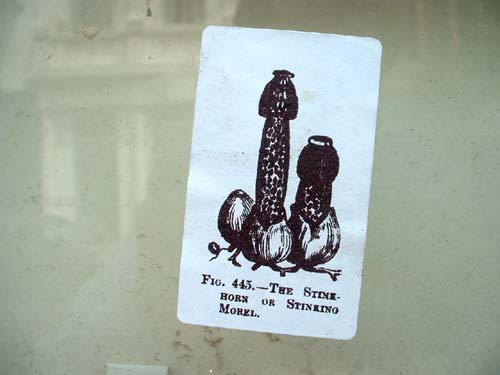 Fig. 445.—The Stink-
horn or Stinking
Morel.